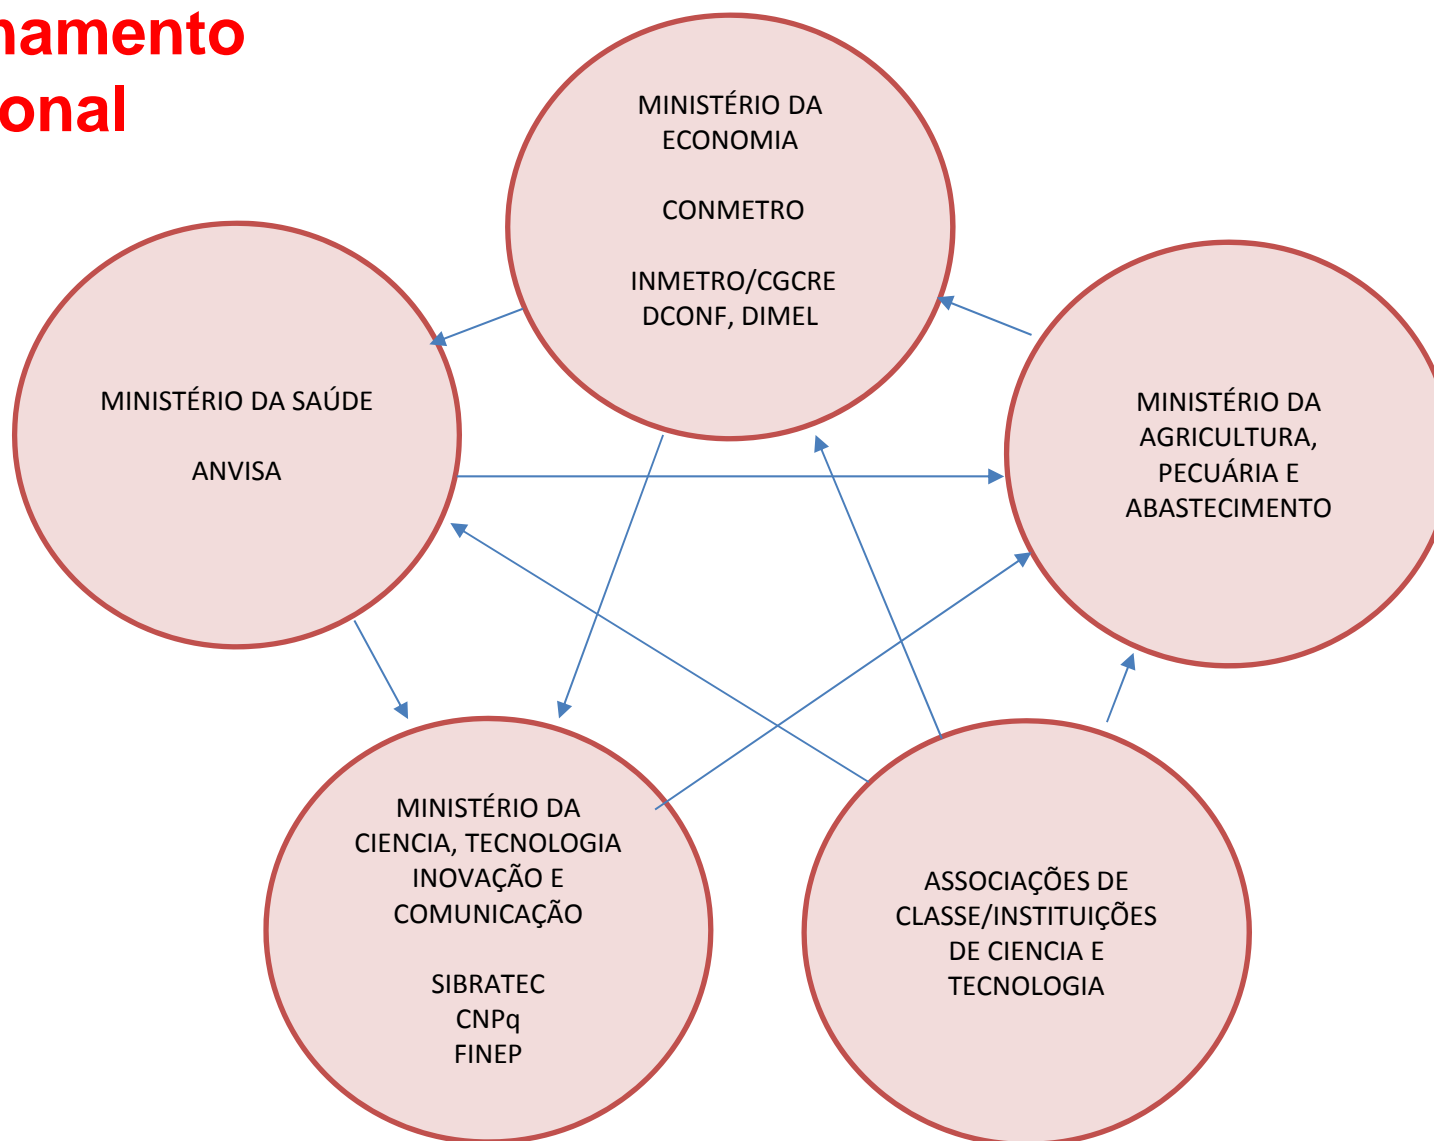 namento
onal
MINISTÉRIO DA
ECONOMIA
CONMETRO
INMETRO/CGCRE
DCONF, DIMEL
MINISTÉRIO DA SAÚDE
ANVISA
MINISTÉRIO DA
AGRICULTURA,
PECUÁRIA E
ABASTECIMENTO
MINISTÉRIO DA
CIENCIA, TECNOLOGIA
INOVAÇÃO E
COMUNICAÇÃO
SIBRATEC
CNPq
FINEP
ASSOCIAÇÕES DE
CLASSE/INSTITUIÇÕES
DE CIENCIA E
TECNOLOGIA